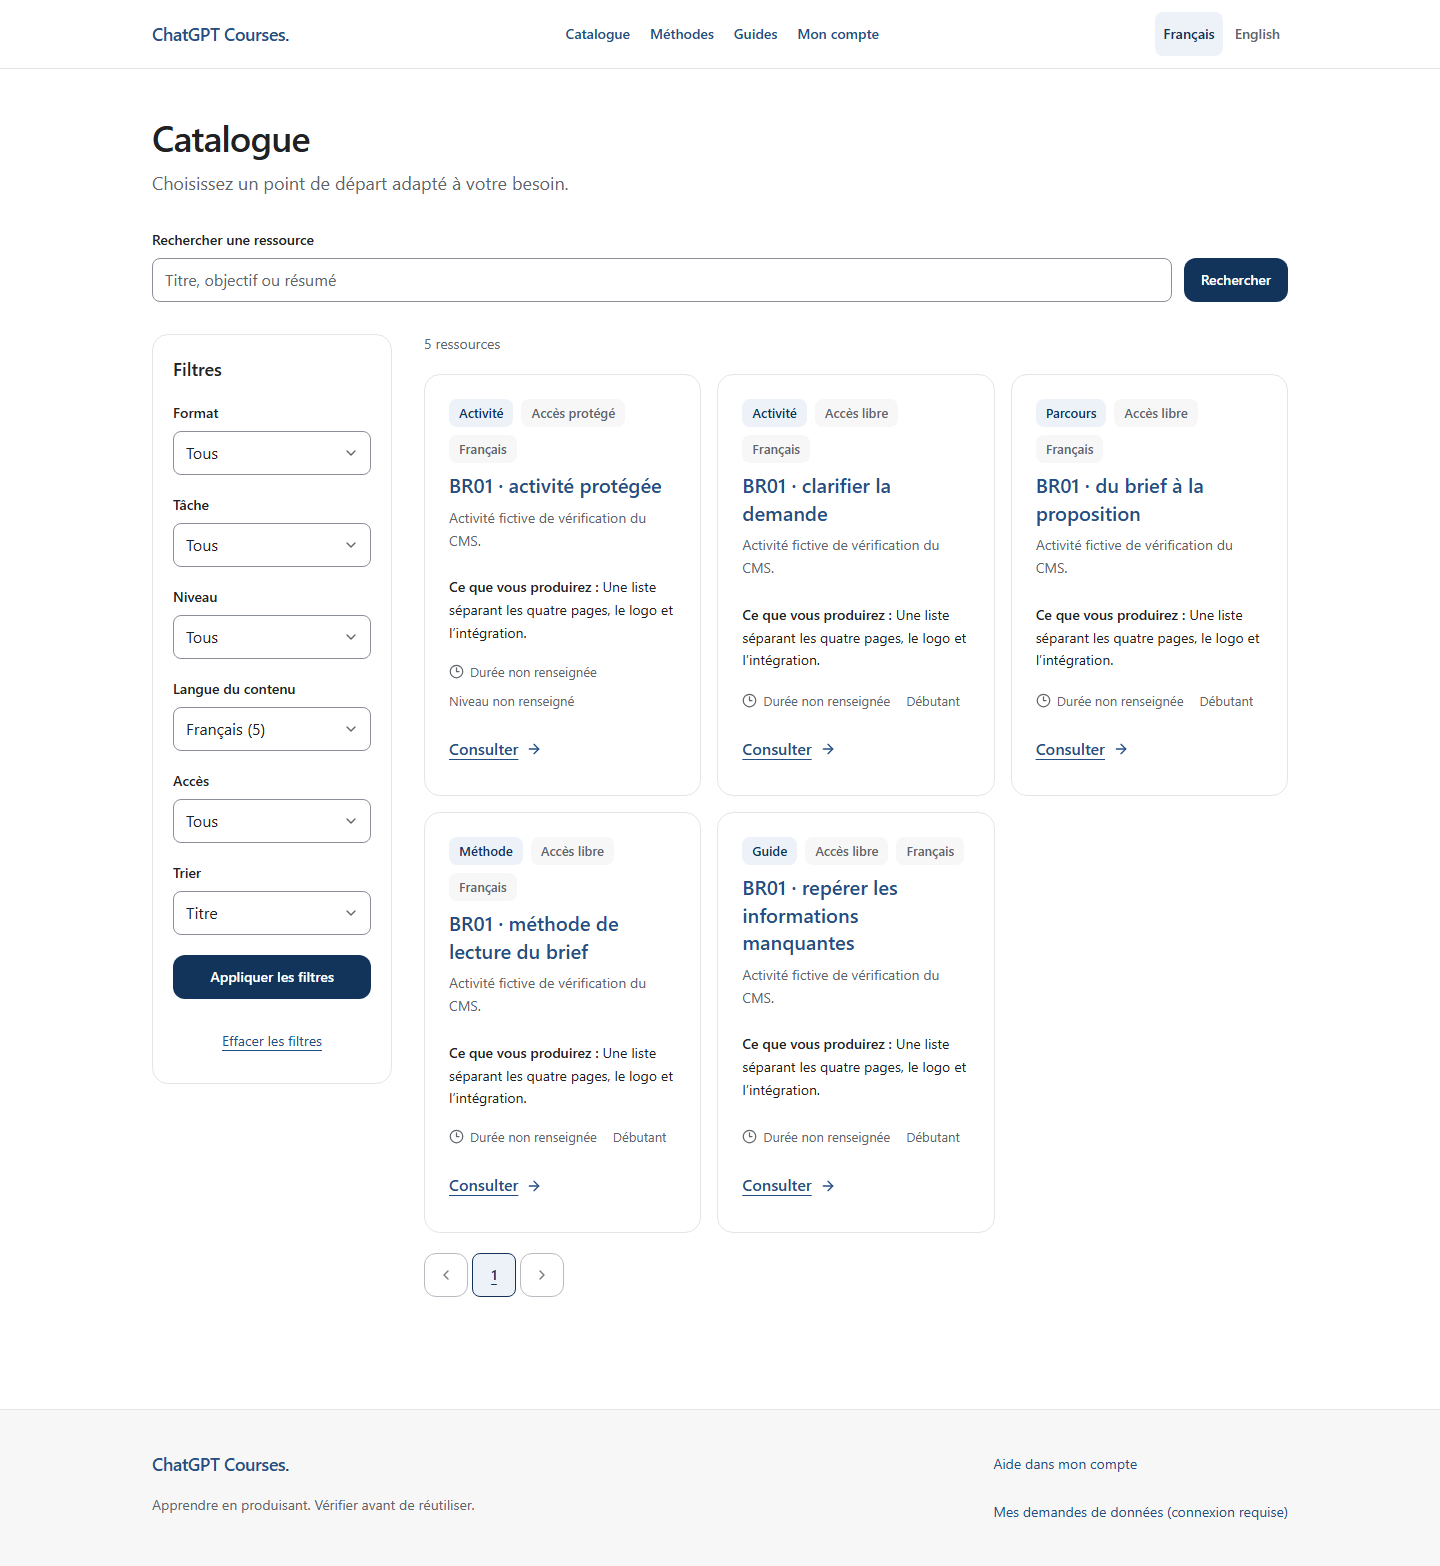 ChatGPT Courses.
Catalogue
Méthodes
Guides
Mon compte
Français
English
Catalogue
Choisissez un point de départ adapté à votre besoin.
Rechercher une ressource
Titre, objectif ou résumé
Rechercher
Filtres
Format
Tous
Tâche
Tous
Niveau
Tous
Langue du contenu
Français (5)
Accès
Tous
Trier
Titre
Appliquer les filtres
Effacer les filtres
5 ressources
Activité
Accès protégé
Français
BR01 · activité protégée
Activité fictive de vérification du
CMS.
Ce que vous produirez : Une liste
séparant les quatre pages, le logo et
l’intégration.
Durée non renseignée
Niveau non renseigné
Consulter
Activité
Accès libre
Français
BR01 · clarifier la
demande
Activité fictive de vérification du
CMS.
Ce que vous produirez : Une liste
séparant les quatre pages, le logo et
l’intégration.
Durée non renseignée
Débutant
Consulter
Parcours
Accès libre
Français
BR01 · du brief à la
proposition
Activité fictive de vérification du
CMS.
Ce que vous produirez : Une liste
séparant les quatre pages, le logo et
l’intégration.
Durée non renseignée
Débutant
Consulter
Méthode
Accès libre
Français
BR01 · méthode de
lecture du brief
Activité fictive de vérification du
CMS.
Ce que vous produirez : Une liste
séparant les quatre pages, le logo et
l’intégration.
Durée non renseignée
Débutant
Consulter
Guide
Accès libre
Français
BR01 · repérer les
informations
manquantes
Activité fictive de vérification du
CMS.
Ce que vous produirez : Une liste
séparant les quatre pages, le logo et
l’intégration.
Durée non renseignée
Débutant
Consulter
1
ChatGPT Courses.
Apprendre en produisant. Vérifier avant de réutiliser.
Aide dans mon compte
Mes demandes de données (connexion requise)